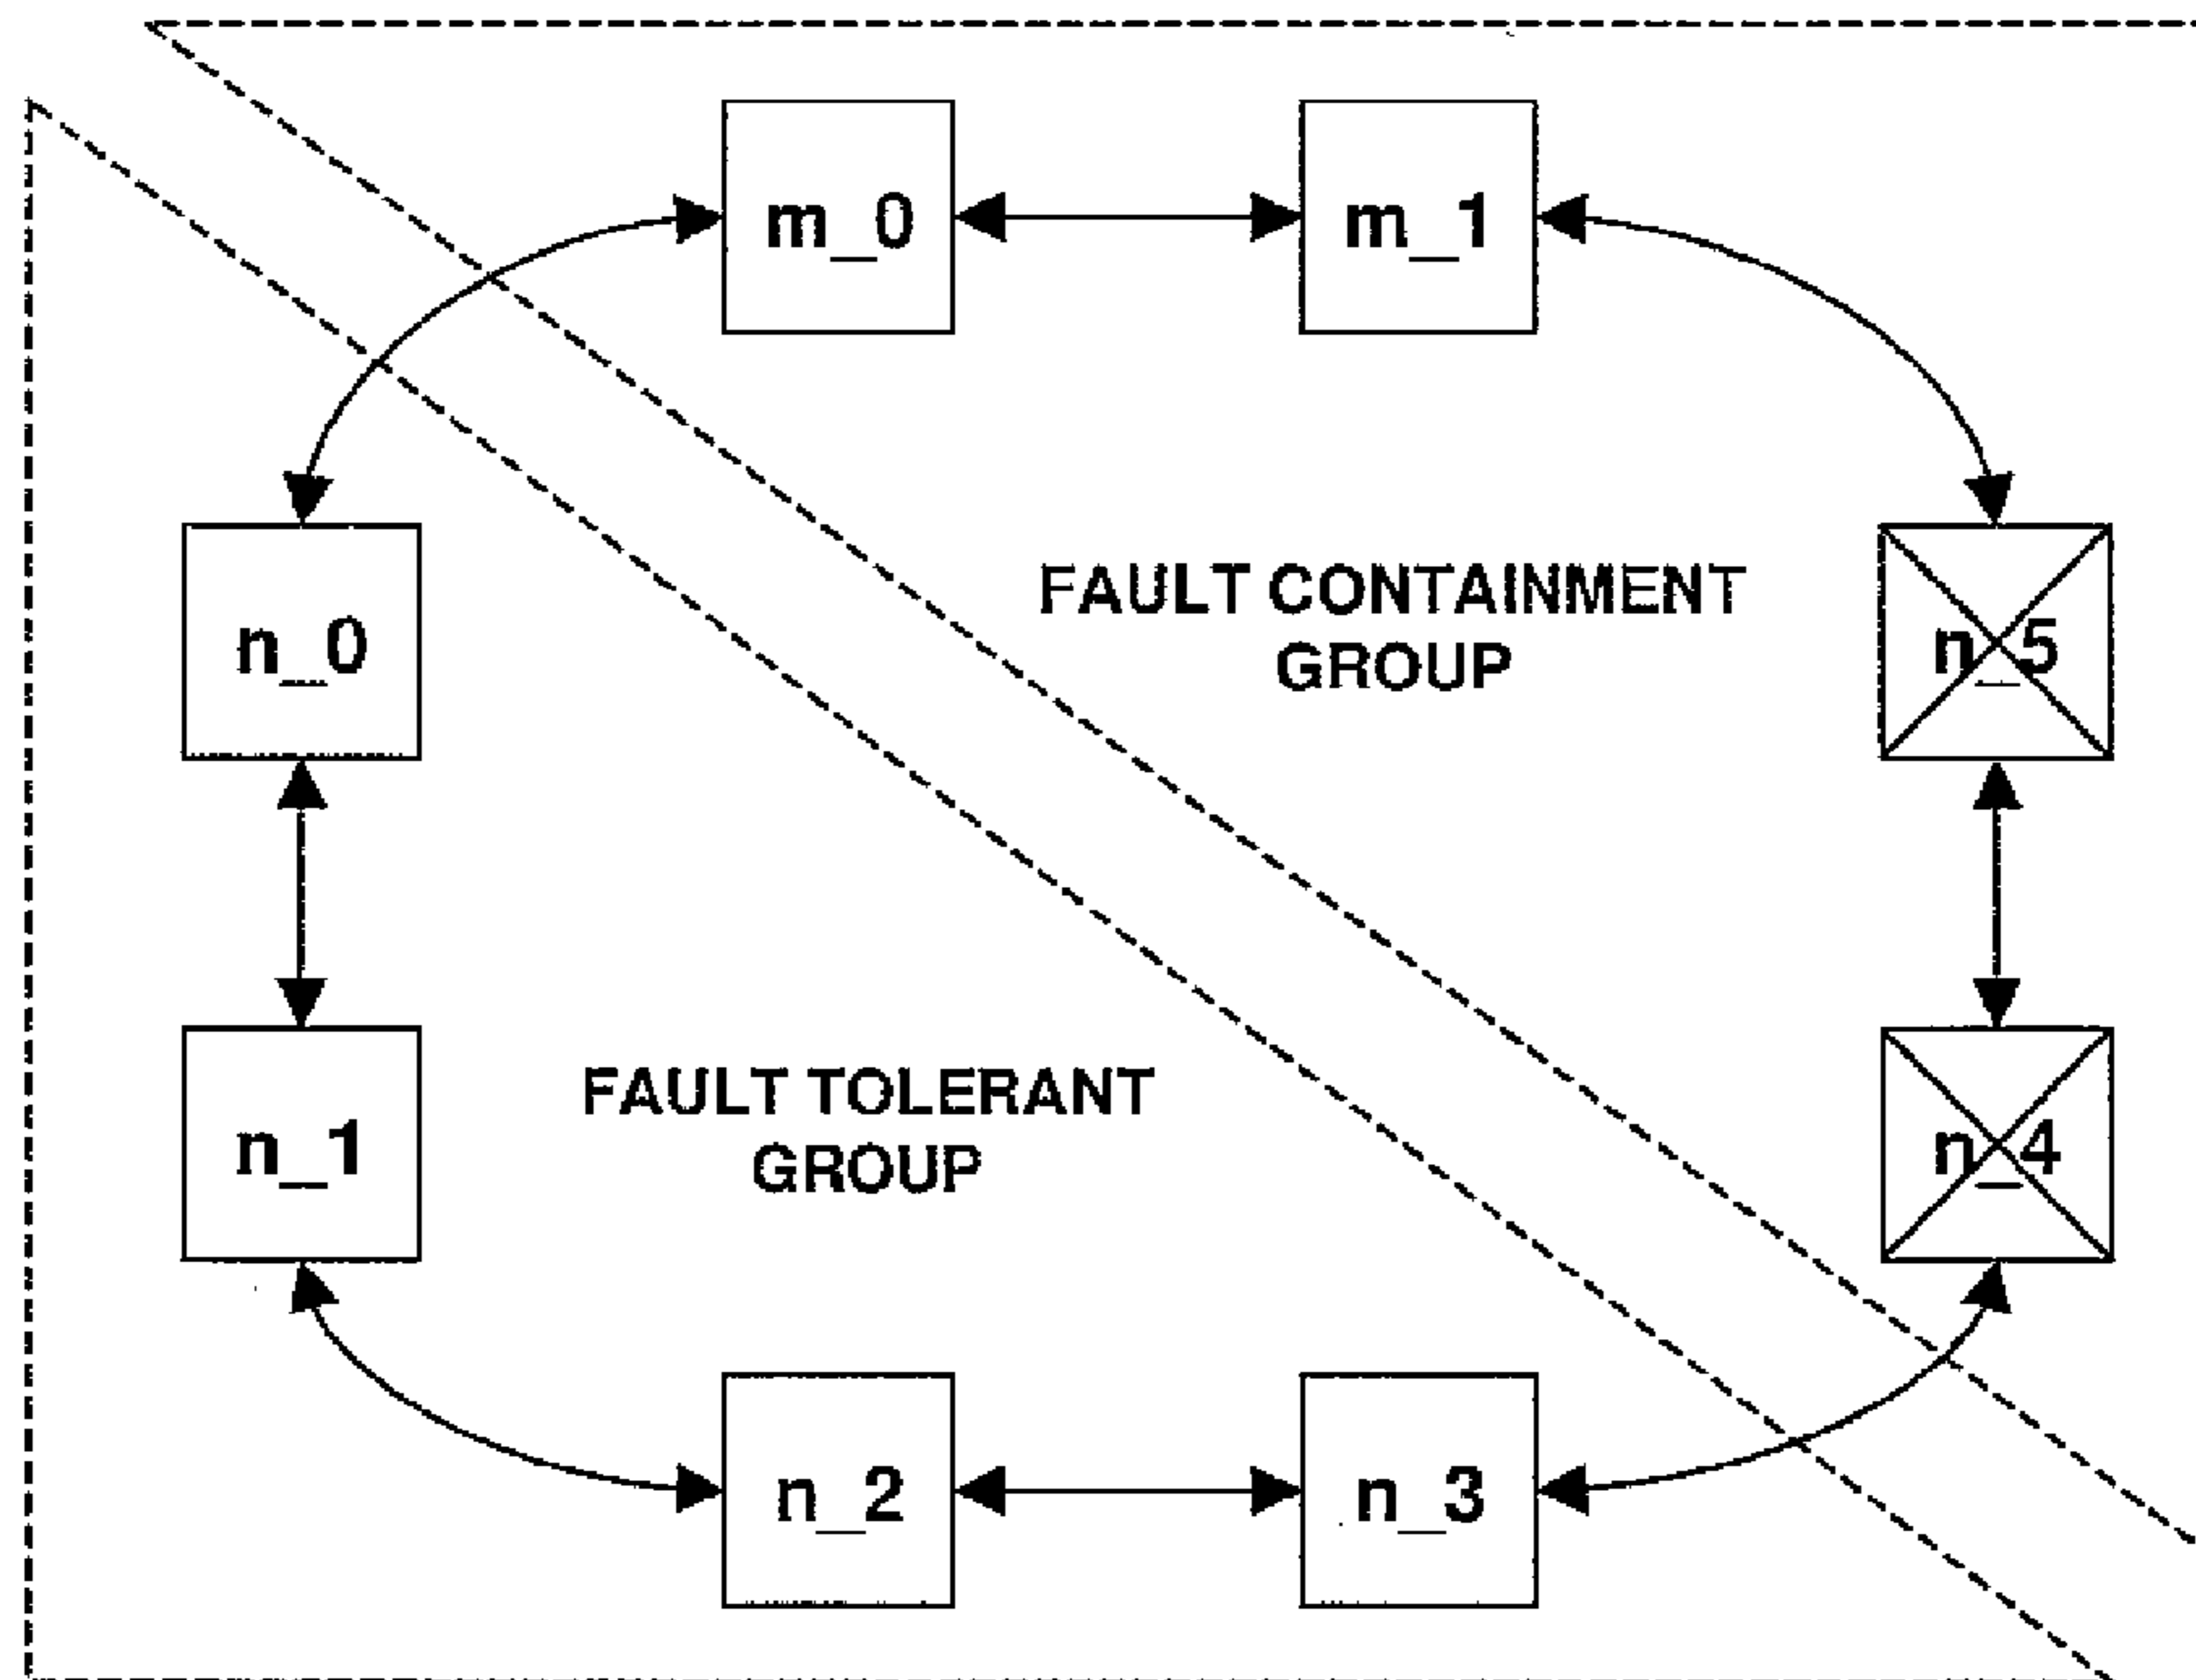 m_0
m_1
FAULT CONTAINMENT
GROUP
n_0
n_5
FAULT TOLERANT
GROUP
n_1
n_4
n_2
n_3